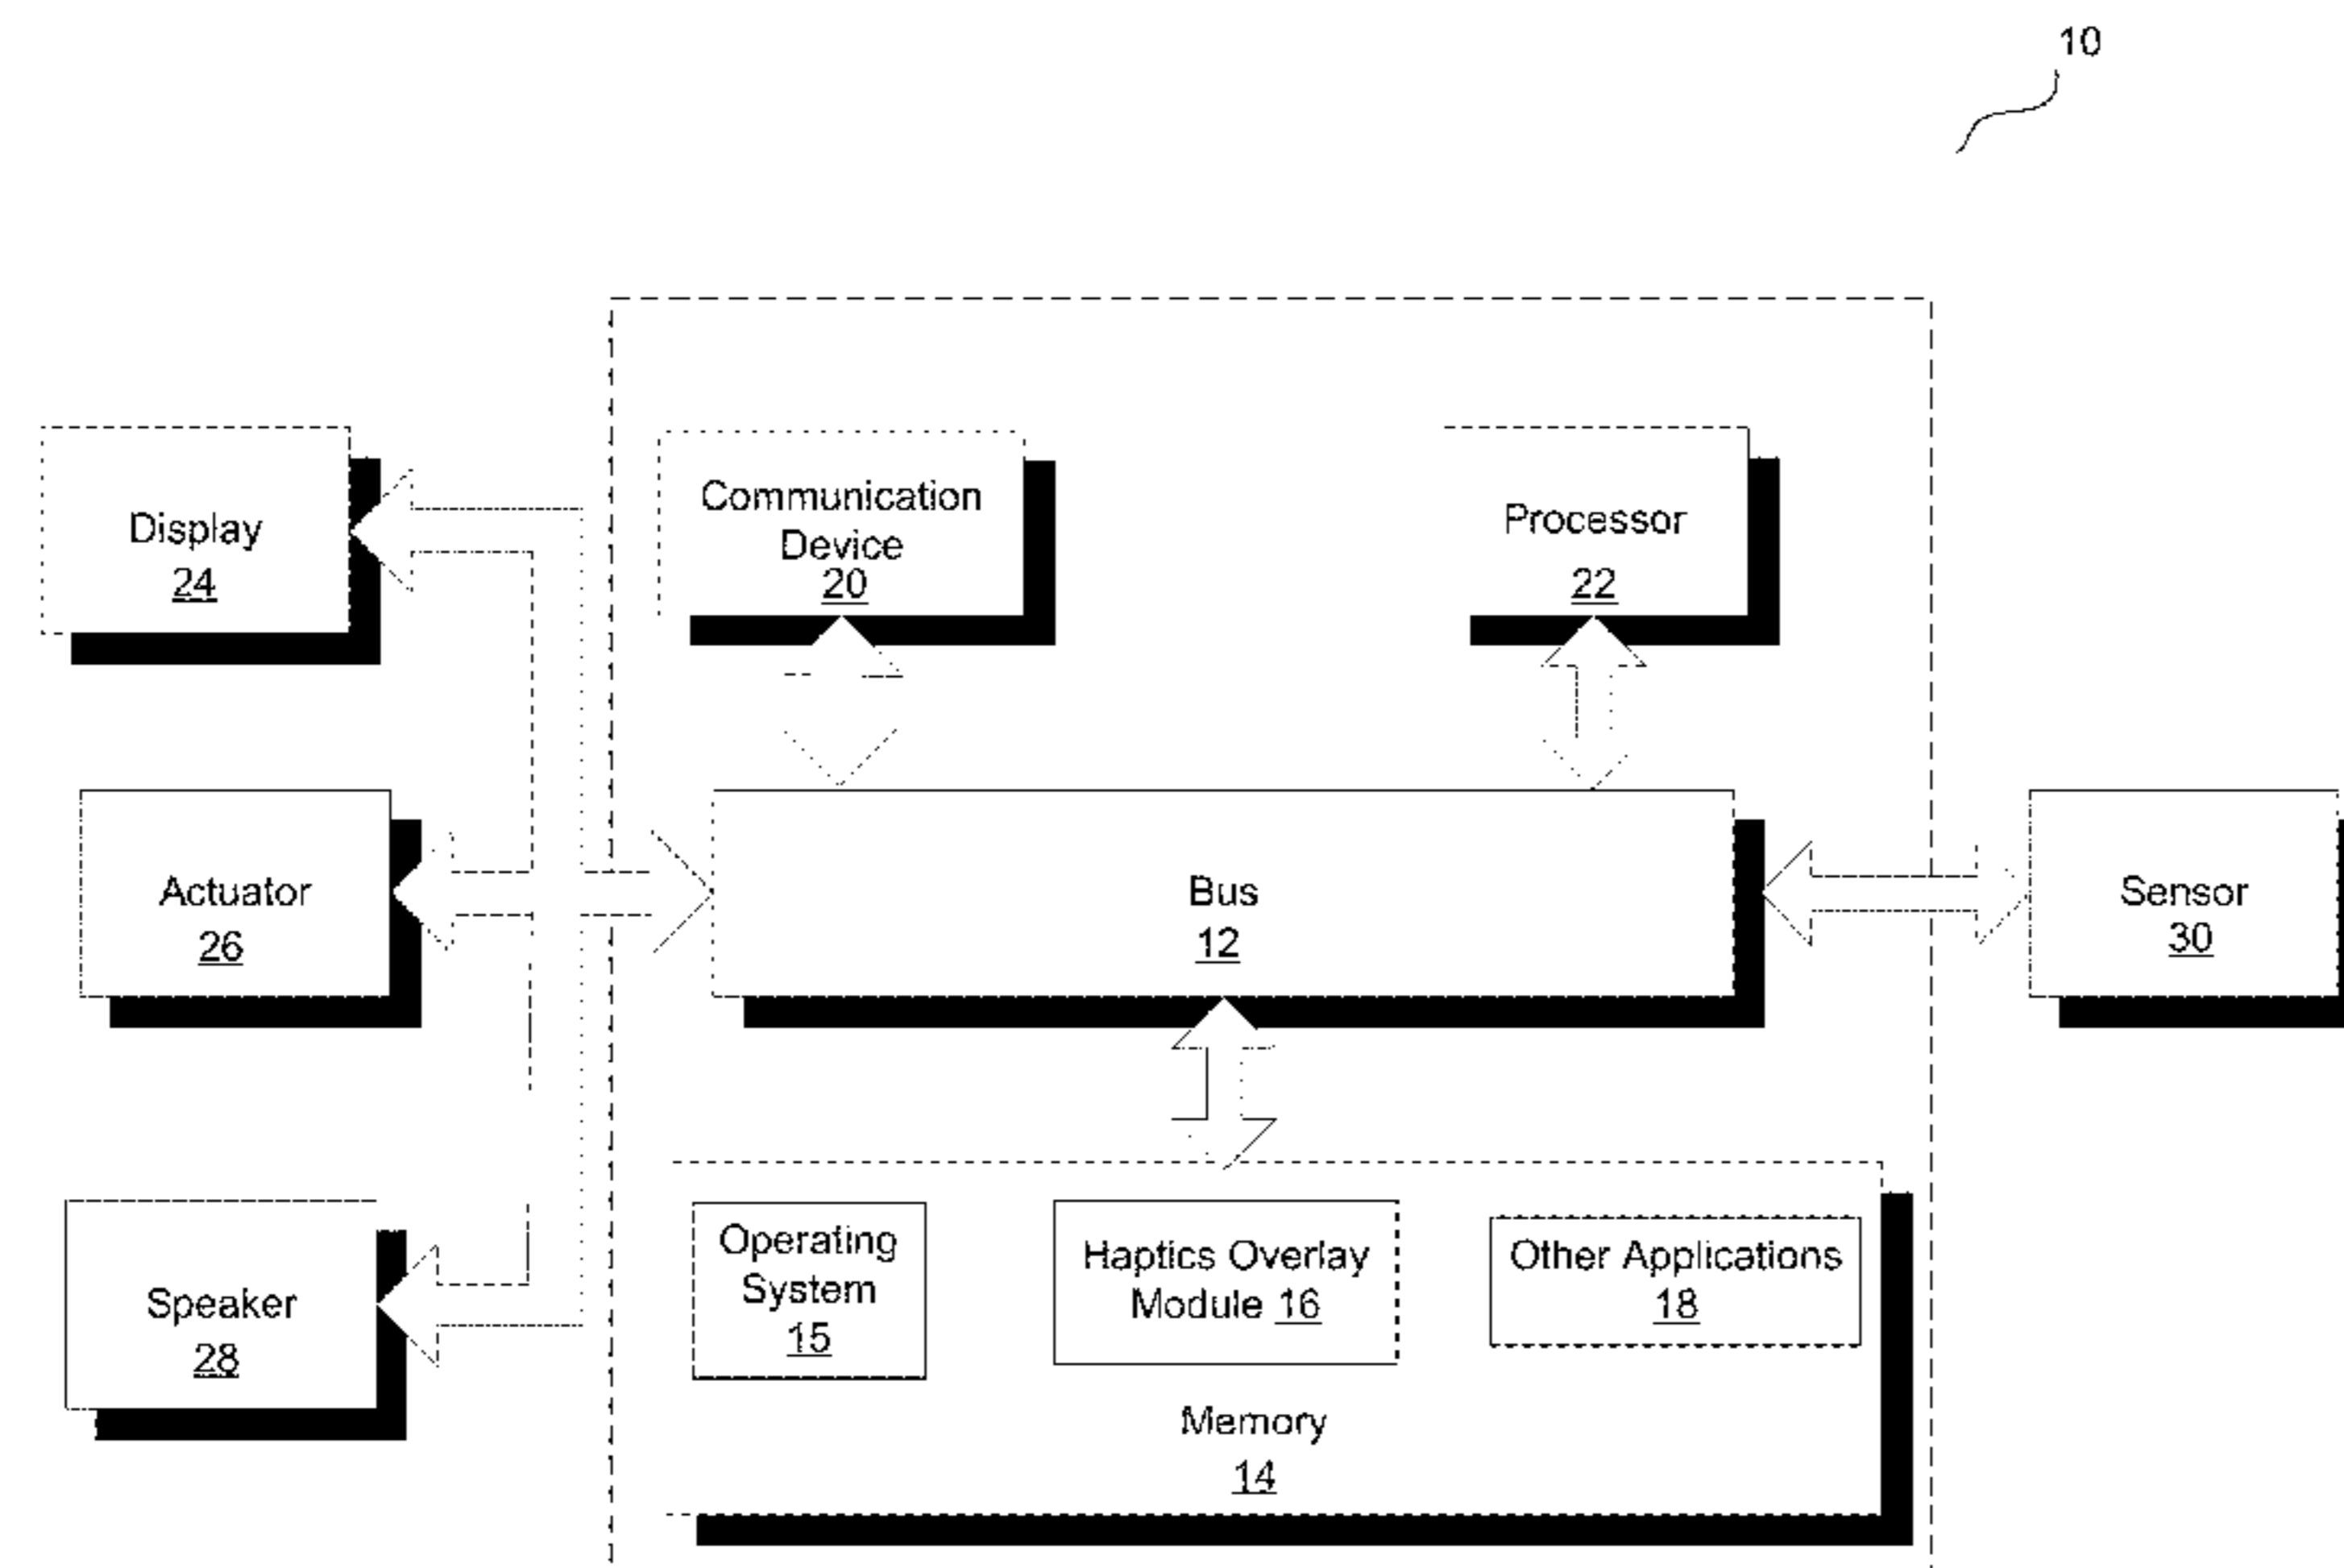 10
Communication
Device
20
Processor
22
Display
24
Actuator
26
Bus
12
Sensor
30
Speaker
28
Operating
System
15
Haptics Overlay
Module 16
Other Applications
18
Memory
14